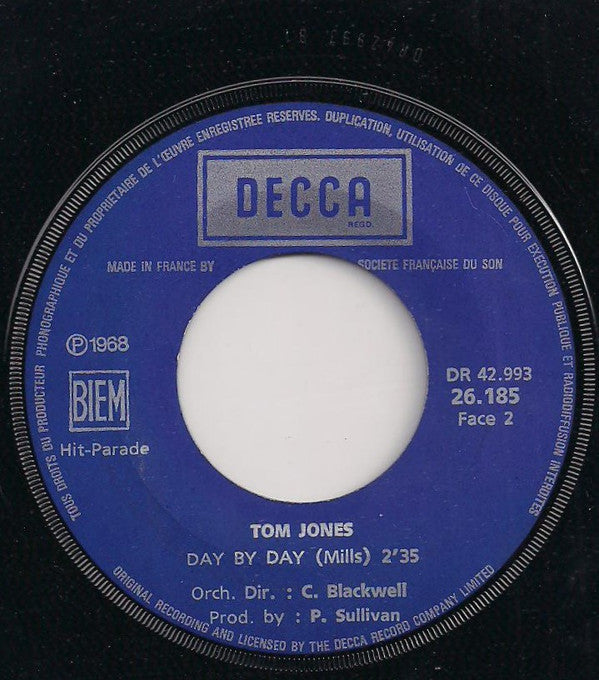 TOUS DROITS DU PRODUCTEUR PHONOGRAPHIQUE ET DU PROPRIETAIRE DE L'ŒUVRE ENREGISTREE RESERVES. DUPLICATION, UTILISATION DE CE DISQUE POUR EXECUTION PUBLIQUE ET RADIODIFFUSION INTERDITES
DECCA
REGD.
MADE IN FRANCE BY SOCIETE FRANÇAISE DU SON
℗ 1968
BIEM
Hit-Parade
DR 42.993
26.185
Face 2
TOM JONES
DAY BY DAY (Mills) 2'35
Orch. Dir. : C. Blackwell
Prod. by : P. Sullivan
ORIGINAL RECORDING AND LICENSED BY THE DECCA RECORD COMPANY LIMITED